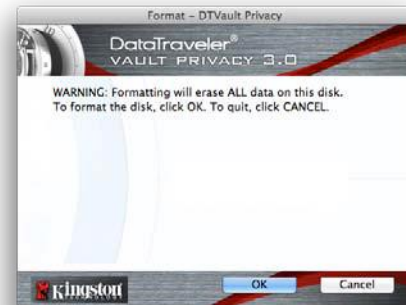 Format – DTVault Privacy
DataTraveler®
VAULT PRIVACY 3.0
WARNING: Formatting will erase ALL data on this disk.
To format the disk, click OK. To quit, click CANCEL.
Kingston
OK
Cancel